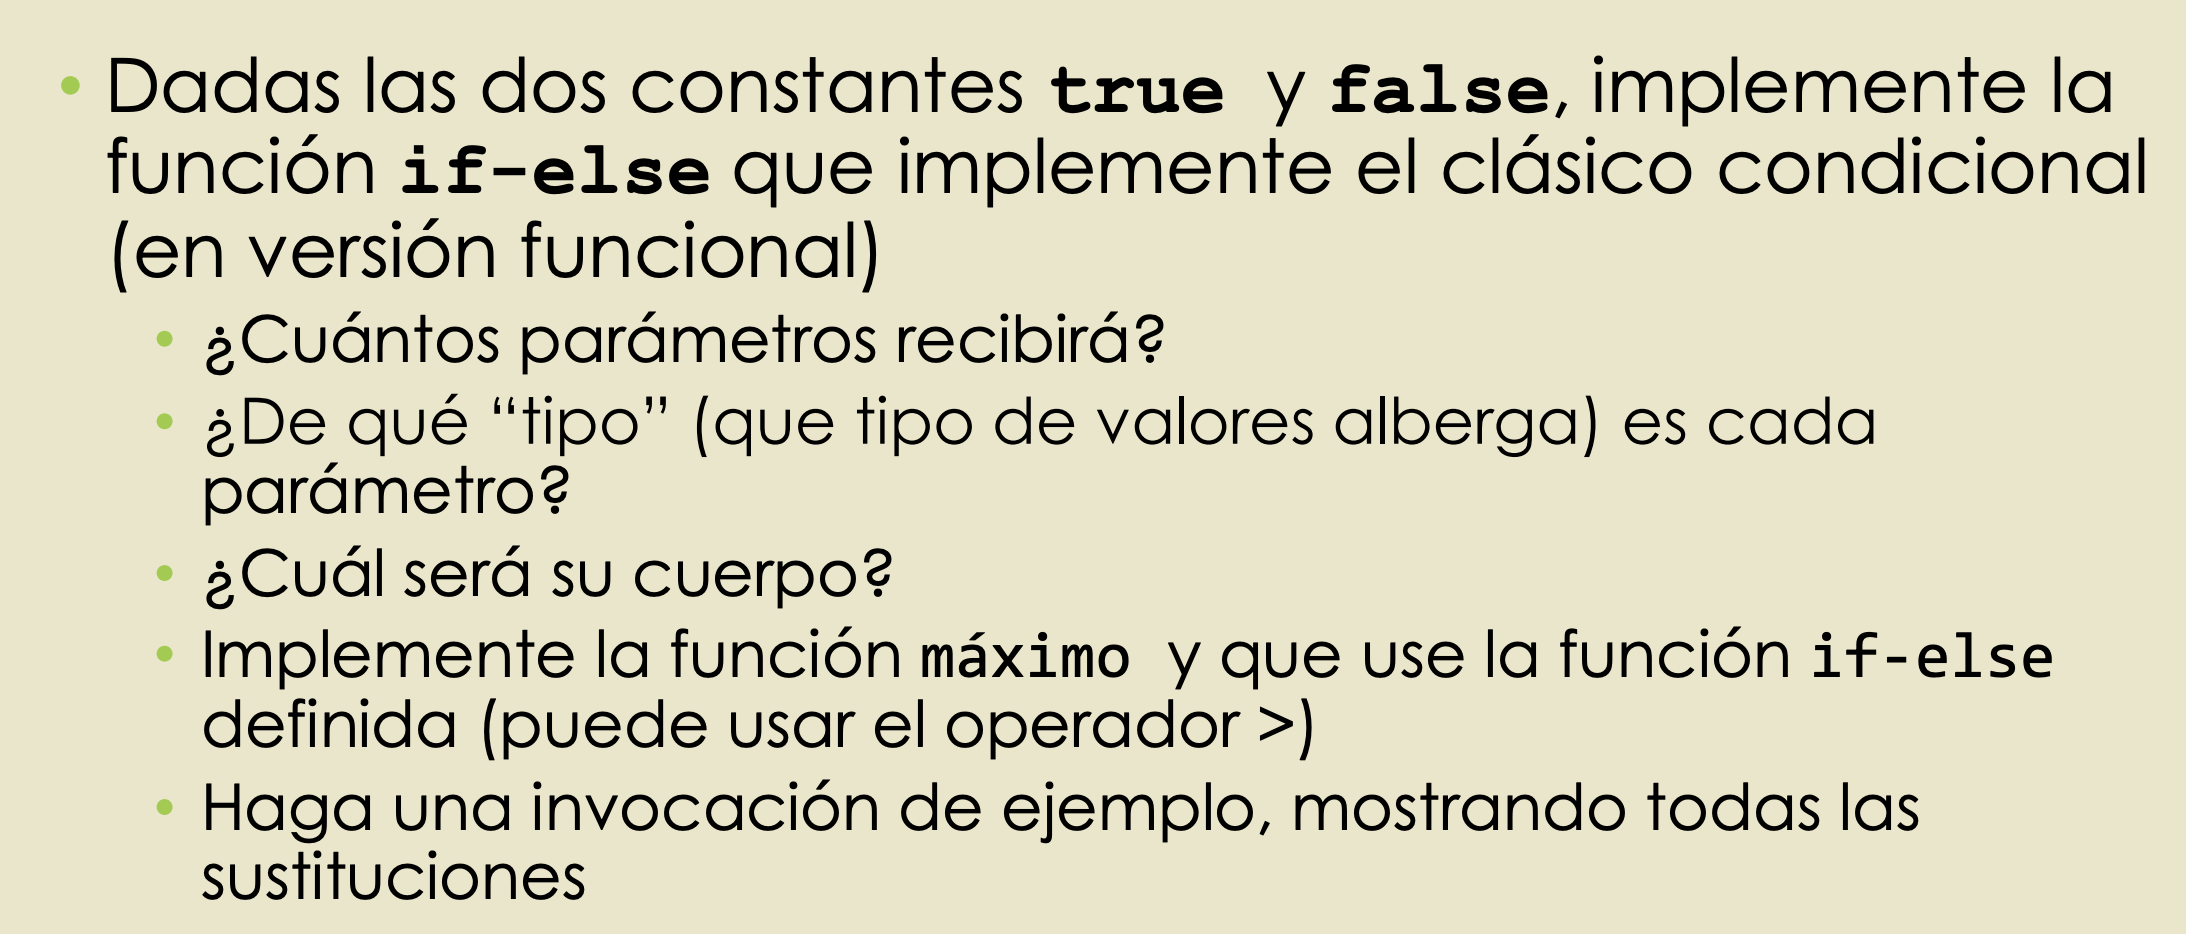 • Dadas las dos constantes true y false, implemente la
función if-else que implemente el clásico condicional
(en versión funcional)
• ¿Cuántos parámetros recibirá?
• ¿De qué “tipo” (que tipo de valores alberga) es cada
parámetro?
• ¿Cuál será su cuerpo?
• Implemente la función máximo y que use la función if-else
definida (puede usar el operador >)
• Haga una invocación de ejemplo, mostrando todas las
sustituciones